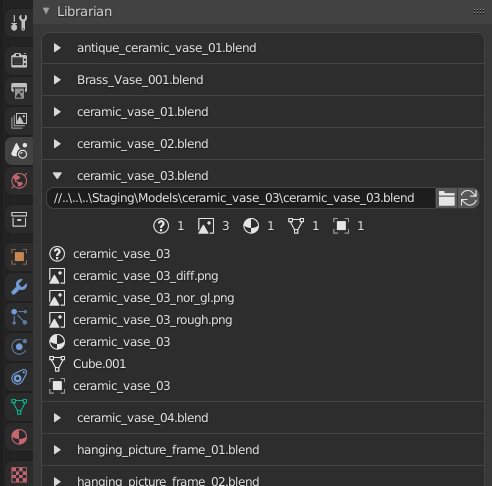 Librarian
antique_ceramic_vase_01.blend
Brass_Vase_001.blend
ceramic_vase_01.blend
ceramic_vase_02.blend
ceramic_vase_03.blend
//..\..\..\Staging\Models\ceramic_vase_03\ceramic_vase_03.blend
1 3 1 1 1
ceramic_vase_03
ceramic_vase_03_diff.png
ceramic_vase_03_nor_gl.png
ceramic_vase_03_rough.png
ceramic_vase_03
Cube.001
ceramic_vase_03
ceramic_vase_04.blend
hanging_picture_frame_01.blend
hanging_picture_frame_02.blend